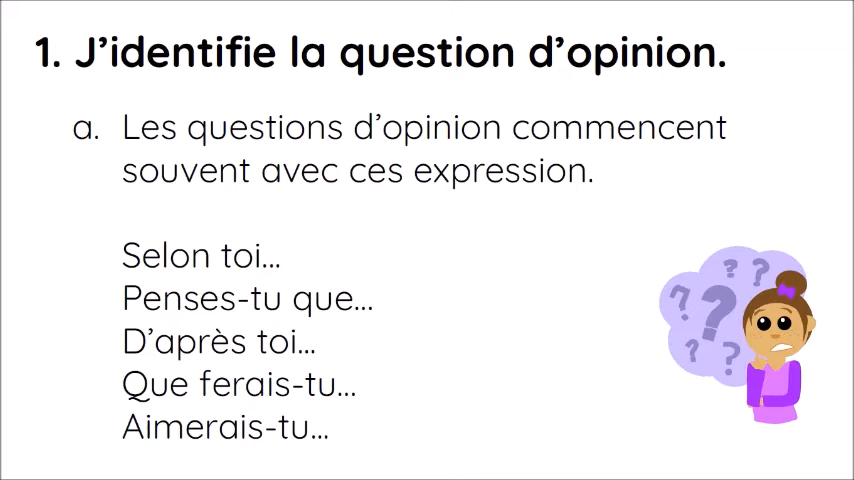 1. J’identifie la question d’opinion.
a. Les questions d’opinion commencent
souvent avec ces expression.
Selon toi...
Penses-tu que...
D’après toi...
Que ferais-tu...
Aimerais-tu...
? ?
? ?
? ?